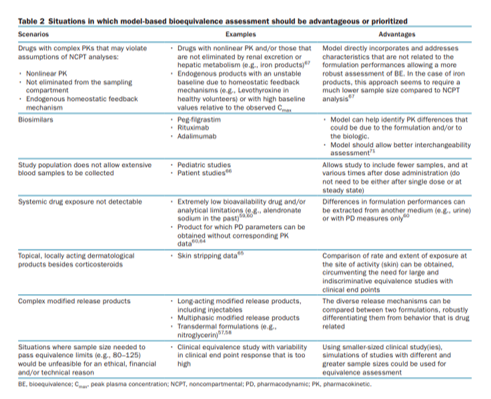 Table 2 Situations in which model-based bioequivalence assessment should be advantageous or prioritized
Scenarios
Examples
Advantages
Drugs with complex PKs that may violate
assumptions of NCPT analyses:
• Nonlinear PK
• Not eliminated from the sampling
compartment
• Endogenous homeostatic feedback
mechanism
• Drugs with nonlinear PK and/or those that
are not eliminated by renal excretion or
hepatic metabolism (e.g., iron products)67
• Endogenous products with an unstable
baseline due to homeostatic feedback
mechanisms (e.g., Levothyroxine in
healthy volunteers) or with high baseline
values relative to the observed Cmax
Model directly incorporates and addresses
characteristics that are not related to the
formulation performances allowing a more
robust assessment of BE. In the case of iron
products, this approach seems to require a
much lower sample size compared to NCPT
analysis67
Biosimilars
• Peg-filgrastim
• Rituximab
• Adalimumab
• Model can help identify PK differences that
could be due to the formulation and/or to
the biologic.
• Model should allow better interchangeability
assessment71
Study population does not allow extensive
blood samples to be collected
• Pediatric studies
• Patient studies66
Allows study to include fewer samples, and at
various times after dose administration (do
not need to be either after single dose or at
steady state)
Systemic drug exposure not detectable
• Extremely low bioavailability drug and/or
analytical limitations (e.g., alendronate
sodium in the past)59,60
• Product for which PD parameters can be
obtained without corresponding PK
data60,64
Differences in formulation performances can
be extracted from another medium (e.g., urine)
or with PD measures only60
Topical, locally acting dermatological
products besides corticosteroids
• Skin stripping data65
Comparison of rate and extent of exposure at
the site of activity (skin) can be obtained,
circumventing the need for large and
indiscriminative equivalence studies with
clinical end points
Complex modified release products
• Long-acting modified release products,
including injectables
• Multiphasic modified release products
• Transdermal formulations (e.g.,
nitroglycerin)57,58
The diverse release mechanisms can be
compared between two formulations, robustly
differentiating them from behavior that is drug
related
Situations where sample size needed to
pass equivalence limits (e.g., 80–125)
would be unfeasible for an ethical, financial
and/or technical reason
• Clinical equivalence study with variability
in clinical end point response that is too
high
Using smaller-sized clinical study(ies),
simulations of studies with different and
greater sample sizes could be used for
equivalence assessment
BE, bioequivalence; Cmax, peak plasma concentration; NCPT, noncompartmental; PD, pharmacodynamic; PK, pharmacokinetic.